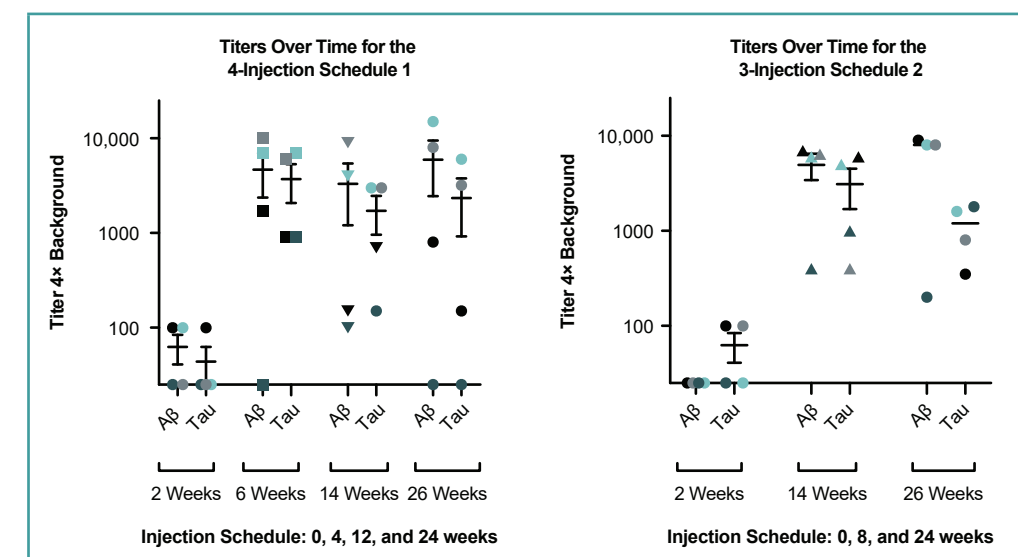 Titers Over Time for the
4-Injection Schedule 1
Titer 4× Background
10,000
1000
100
Aβ
Tau
Aβ
Tau
Aβ
Tau
Aβ
Tau
2 Weeks
6 Weeks
14 Weeks
26 Weeks
Injection Schedule: 0, 4, 12, and 24 weeks
Titers Over Time for the
3-Injection Schedule 2
Titer 4× Background
10,000
1000
100
Aβ
Tau
Aβ
Tau
Aβ
Tau
2 Weeks
14 Weeks
26 Weeks
Injection Schedule: 0, 8, and 24 weeks